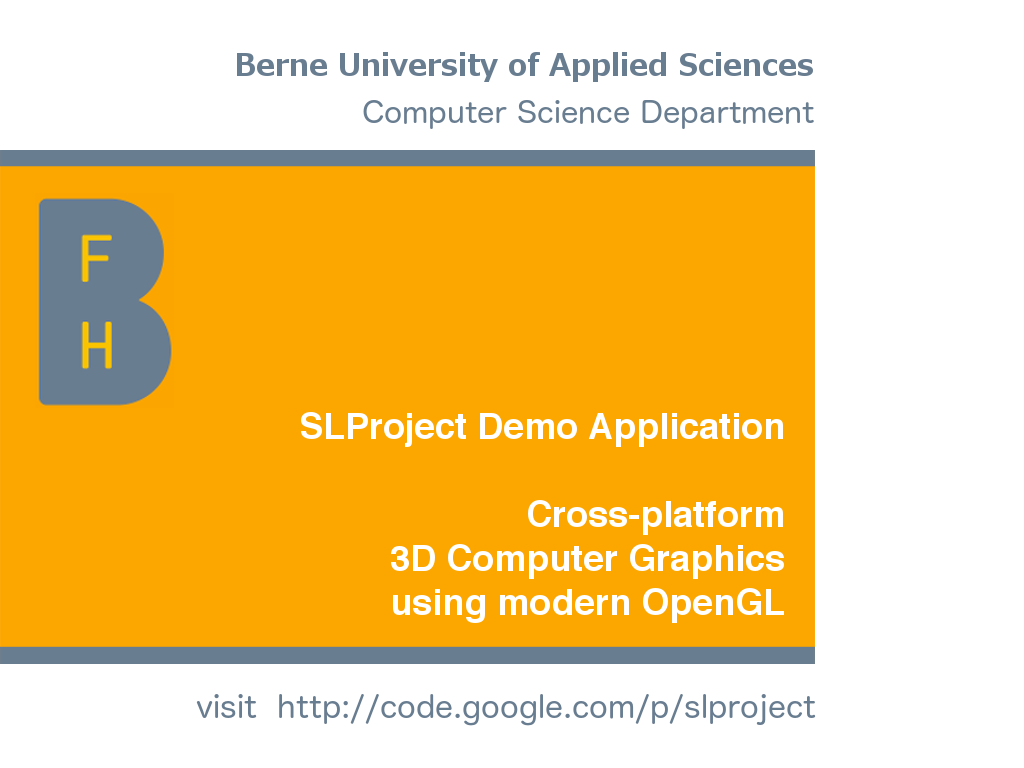 Berne University of Applied Sciences
Computer Science Department
F
H
SLProject Demo Application
Cross-platform
3D Computer Graphics
using modern OpenGL
visit http://code.google.com/p/slproject